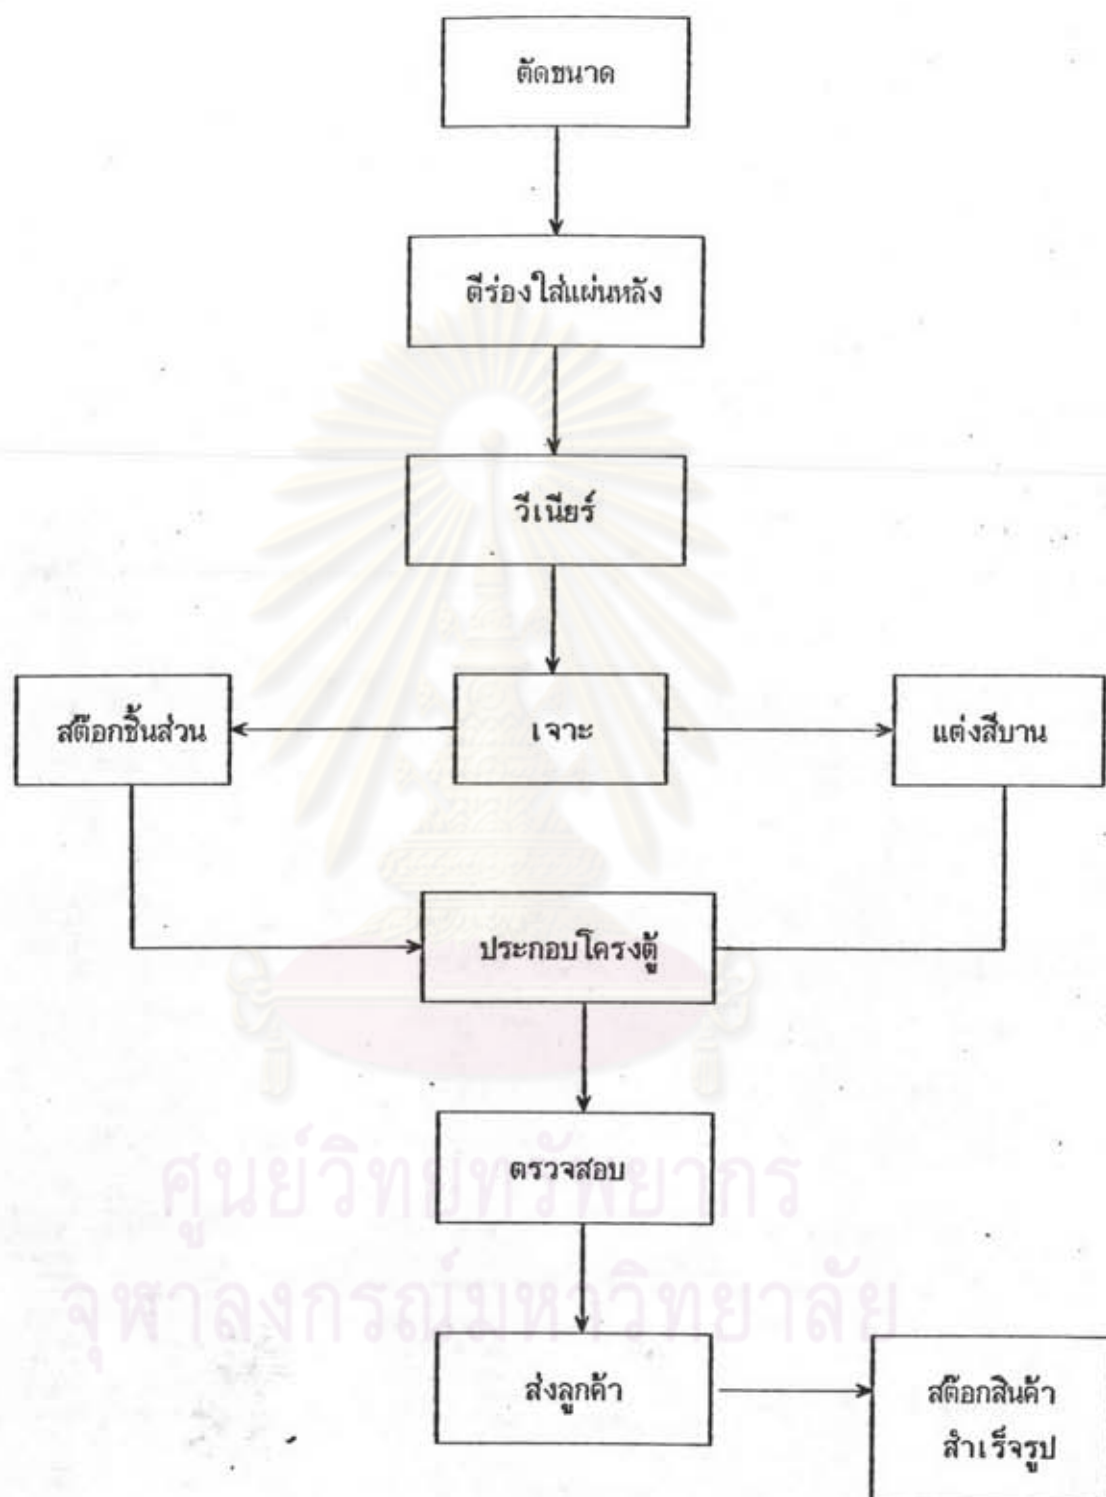 ตัดขนาด
ตีร่องใส่แผ่นหลัง
วีเนียร์
สต๊อกชิ้นส่วน
เจาะ
แต่งสีบาน
ประกอบโครงตู้
ตรวจสอบ
ศูนย์วิทยทรัพยากร
จุฬาลงกรณ์มหาวิทยาลัย
ส่งลูกค้า
สต๊อกสินค้า
สำเร็จรูป